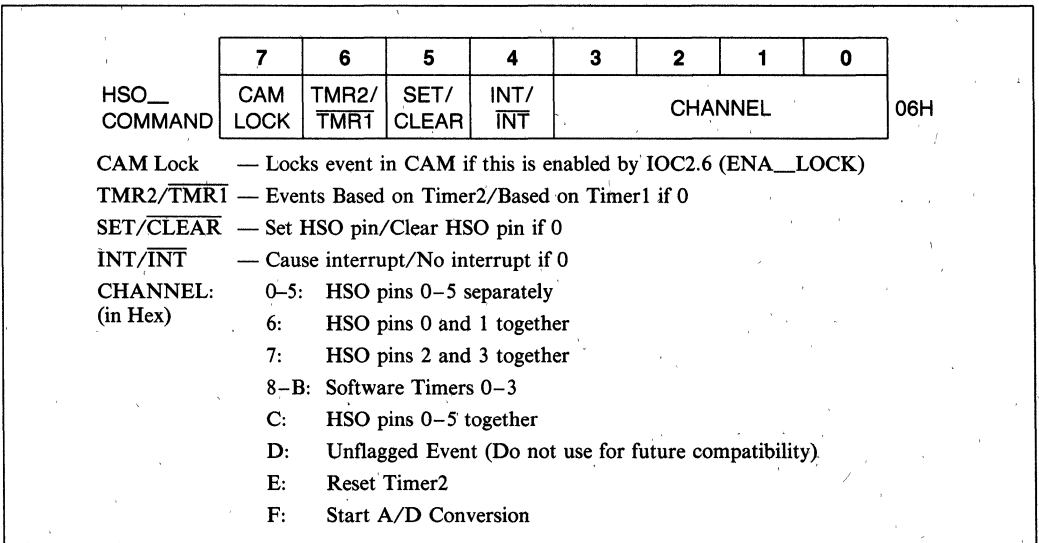 7 6 5 4 3 2 1 0
HSO__ CAM TMR2/ SET/ INT/ CHANNEL 06H
COMMAND LOCK TMR1 CLEAR INT
CAM Lock — Locks event in CAM if this is enabled by IOC2.6 (ENA__LOCK)
TMR2/TMR1 — Events Based on Timer2/Based on Timer1 if 0
SET/CLEAR — Set HSO pin/Clear HSO pin if 0
INT/INT — Cause interrupt/No interrupt if 0
CHANNEL: 0–5: HSO pins 0–5 separately
(in Hex) 6: HSO pins 0 and 1 together
7: HSO pins 2 and 3 together
8–B: Software Timers 0–3
C: HSO pins 0–5 together
D: Unflagged Event (Do not use for future compatibility)
E: Reset Timer2
F: Start A/D Conversion